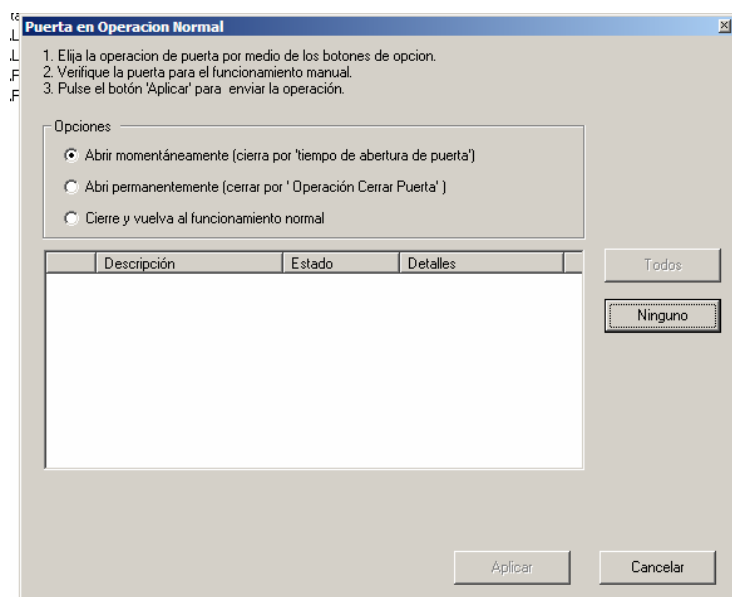 Puerta en Operacion Normal
1. Elija la operacion de puerta por medio de los botones de opcion.
2. Verifique la puerta para el funcionamiento manual.
3. Pulse el botón 'Aplicar' para enviar la operación.
Opciones
Abrir momentáneamente (cierra por 'tiempo de abertura de puerta')
Abri permanentemente (cerrar por ' Operación Cerrar Puerta' )
Cierre y vuelva al funcionamiento normal
Descripción Estado Detalles
Todos
Ninguno
Aplicar Cancelar